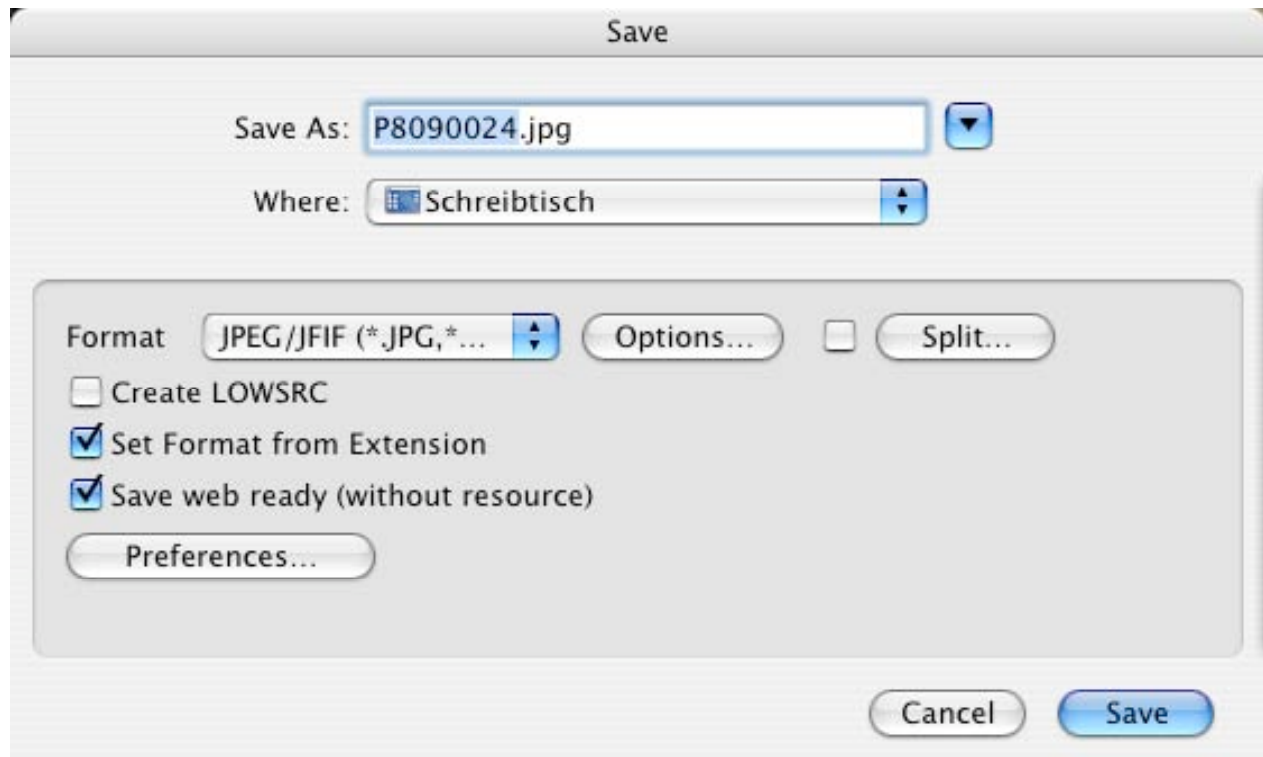 Save
Save As: P8090024.jpg
Where: Schreibtisch
Format JPEG/JFIF (*.JPG,*... Options... Split...
Create LOWSRC
Set Format from Extension
Save web ready (without resource)
Preferences...
Cancel Save